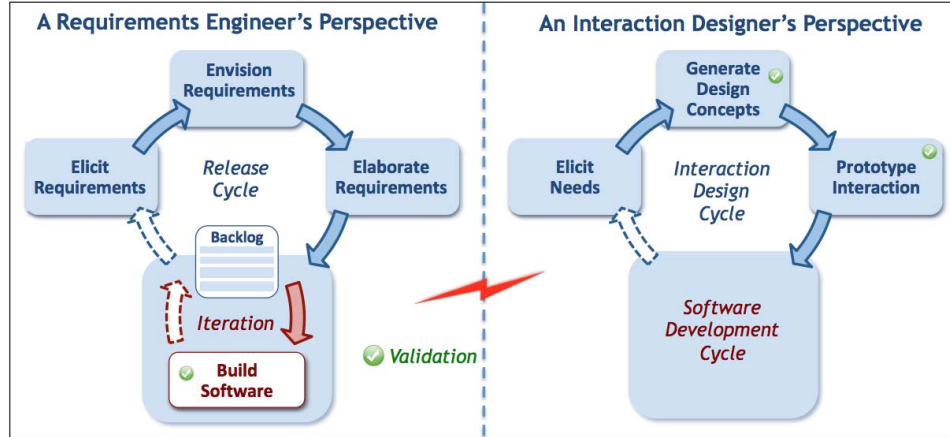 A Requirements Engineer's Perspective
Envision
Requirements
Elicit
Requirements
Release
Cycle
Elaborate
Requirements
Backlog
Iteration
Build
Software
Validation
An Interaction Designer's Perspective
Generate
Design
Concepts
Elicit
Needs
Interaction
Design
Cycle
Prototype
Interaction
Software
Development
Cycle